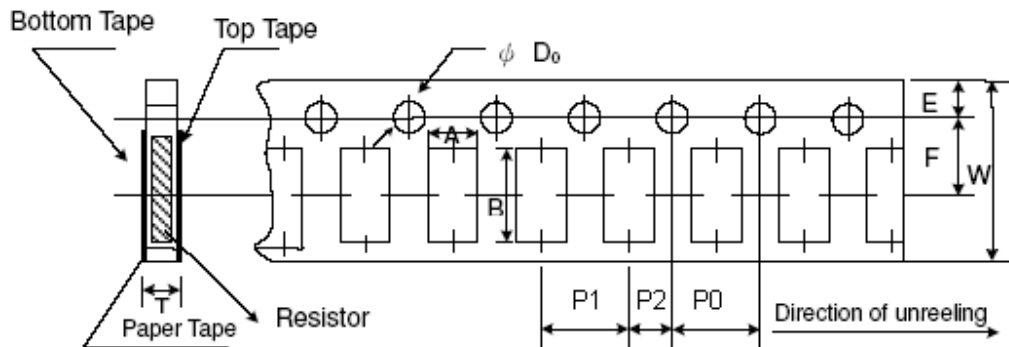 Bottom Tape
Top Tape
ϕ D₀
E
A
F
W
B
T
P1 P2 P0
Direction of unreeling
Resistor
Paper Tape